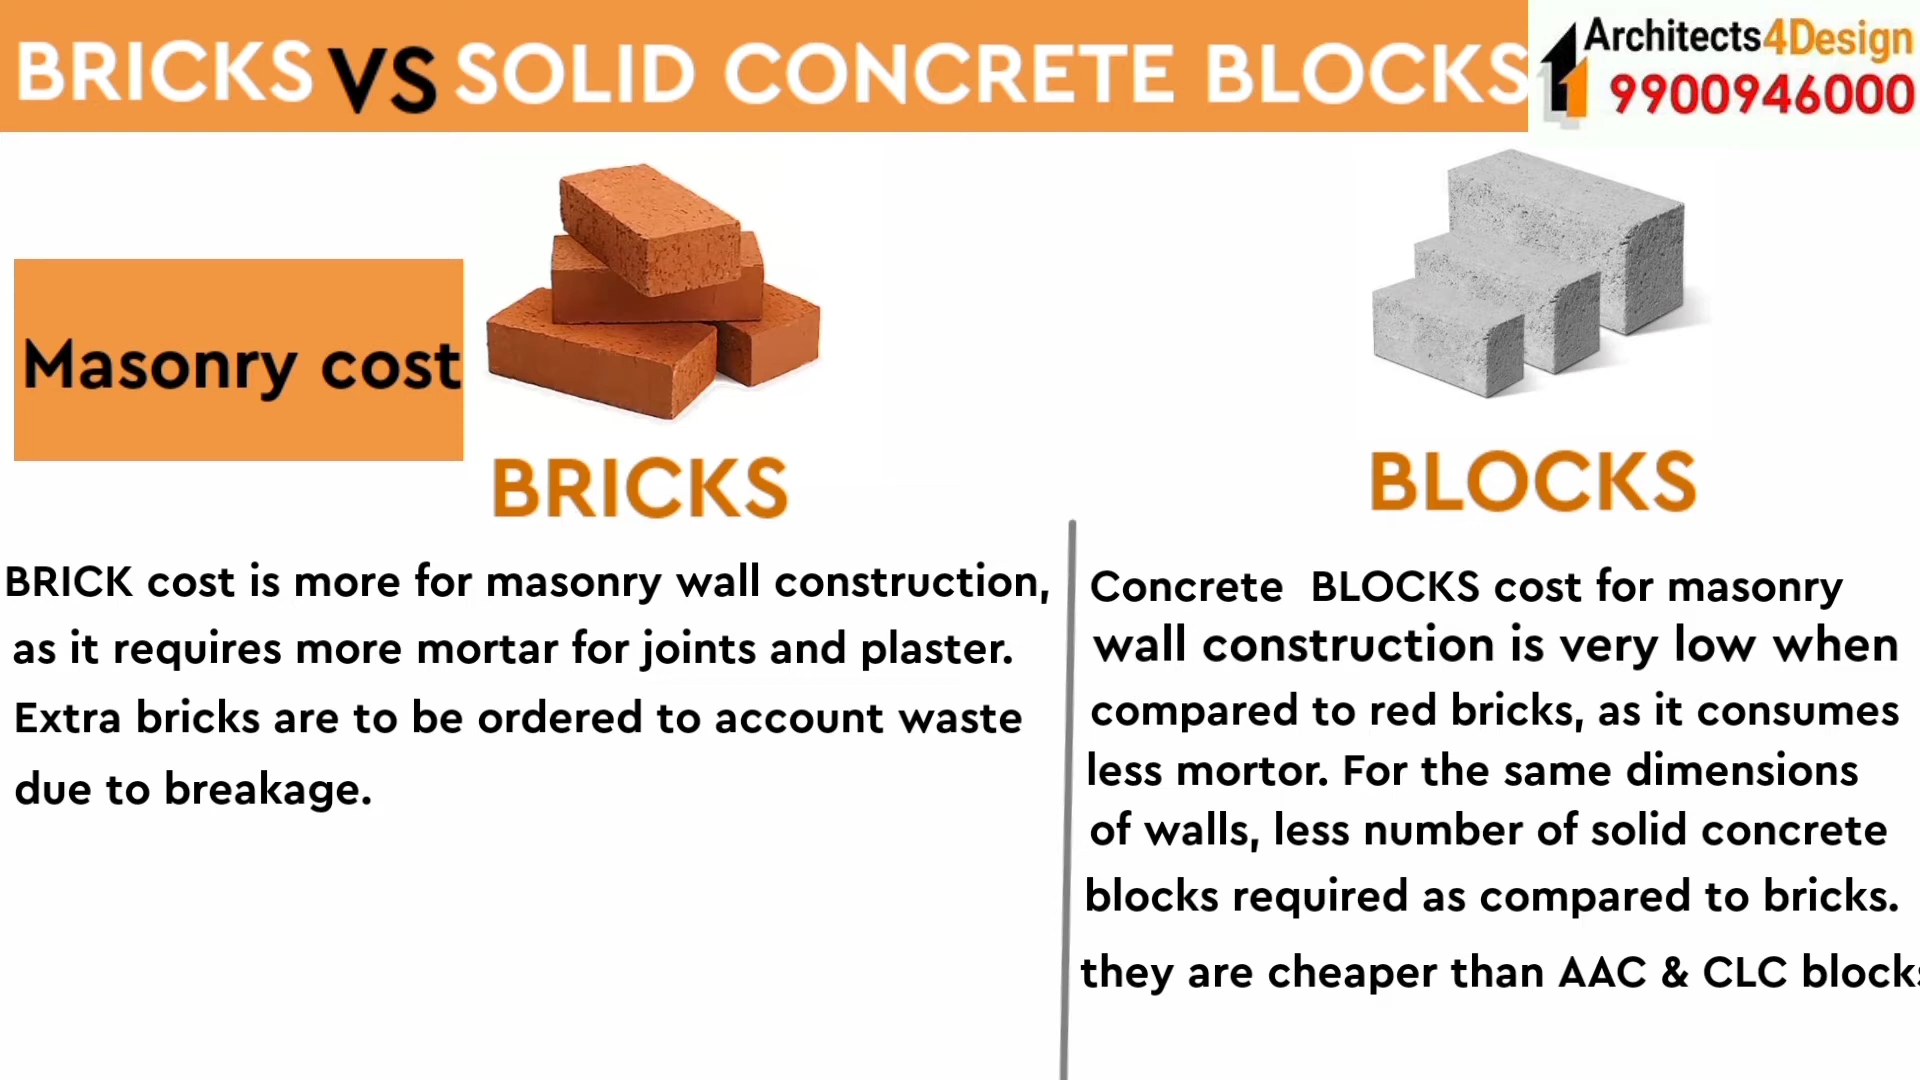 BRICKS VS SOLID CONCRETE BLOCKS
Architects4Design
9900946000
Masonry cost
BRICKS
BLOCKS
BRICK cost is more for masonry wall construction,
as it requires more mortar for joints and plaster.
Extra bricks are to be ordered to account waste
due to breakage.
Concrete BLOCKS cost for masonry
wall construction is very low when
compared to red bricks, as it consumes
less mortor. For the same dimensions
of walls, less number of solid concrete
blocks required as compared to bricks.
they are cheaper than AAC & CLC blocks